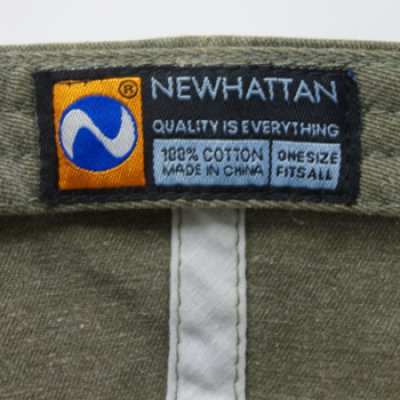 ®
NEWHATTAN
QUALITY IS EVERYTHING
100% COTTON
MADE IN CHINA
ONE SIZE
FITS ALL